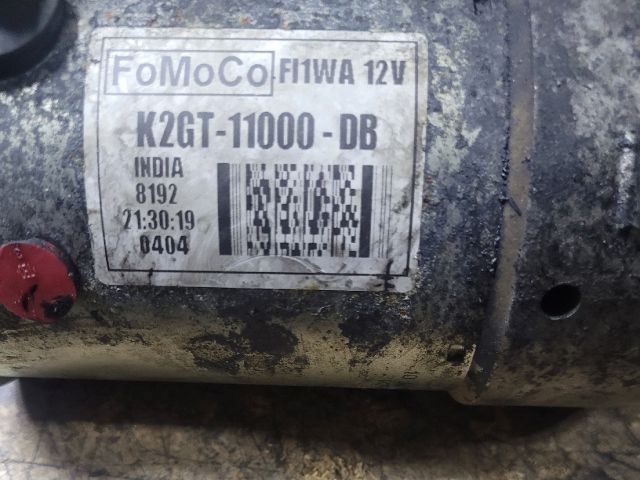 FoMoCo FI1WA 12V
K2GT-11000-DB
INDIA
8192
21:30:19
0404